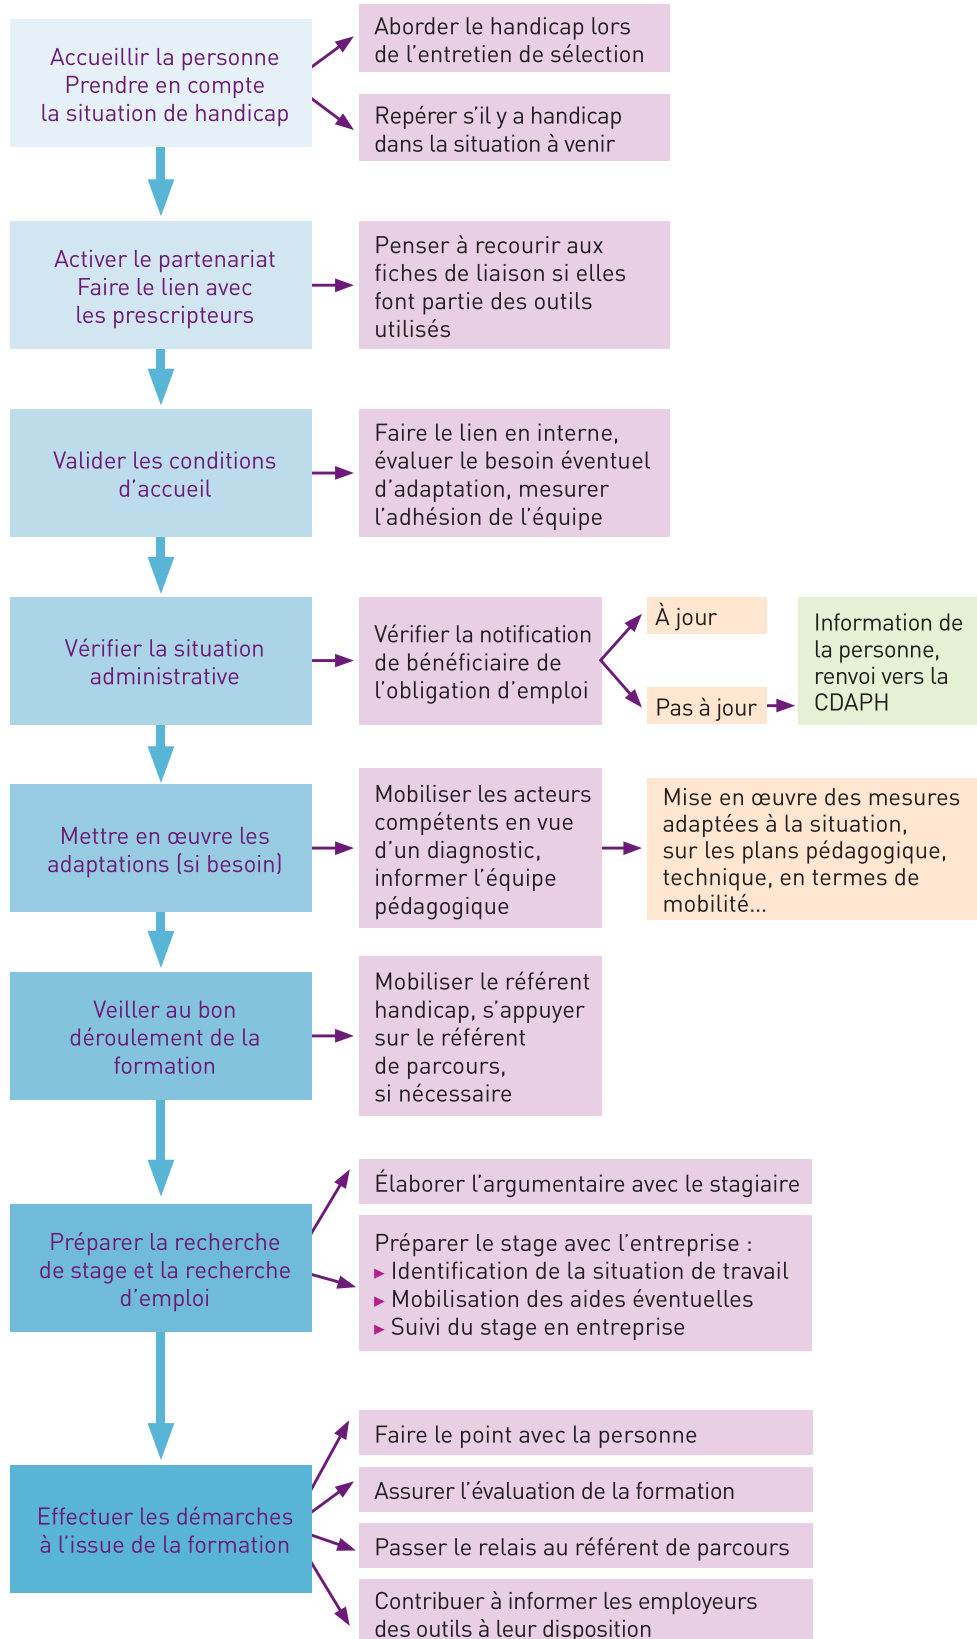 Accueillir la personne
Prendre en compte
la situation de handicap
Aborder le handicap lors
de l'entretien de sélection
Repérer s'il y a handicap
dans la situation à venir
Activer le partenariat
Faire le lien avec
les prescripteurs
Penser à recourir aux
fiches de liaison si elles
font partie des outils
utilisés
Valider les conditions
d'accueil
Faire le lien en interne,
évaluer le besoin éventuel
d'adaptation, mesurer
l'adhésion de l'équipe
Vérifier la situation
administrative
Vérifier la notification
de bénéficiaire de
l'obligation d'emploi
À jour
Pas à jour
Information de
la personne,
renvoi vers la
CDAPH
Mettre en œuvre les
adaptations (si besoin)
Mobiliser les acteurs
compétents en vue
d'un diagnostic,
informer l'équipe
pédagogique
Mise en œuvre des mesures
adaptées à la situation,
sur les plans pédagogique,
technique, en termes de
mobilité...
Veiller au bon
déroulement de la
formation
Mobiliser le référent
handicap, s'appuyer
sur le référent
de parcours,
si nécessaire
Préparer la recherche
de stage et la recherche
d'emploi
Élaborer l'argumentaire avec le stagiaire
Préparer le stage avec l'entreprise :
▸ Identification de la situation de travail
▸ Mobilisation des aides éventuelles
▸ Suivi du stage en entreprise
Effectuer les démarches
à l'issue de la formation
Faire le point avec la personne
Assurer l'évaluation de la formation
Passer le relais au référent de parcours
Contribuer à informer les employeurs
des outils à leur disposition